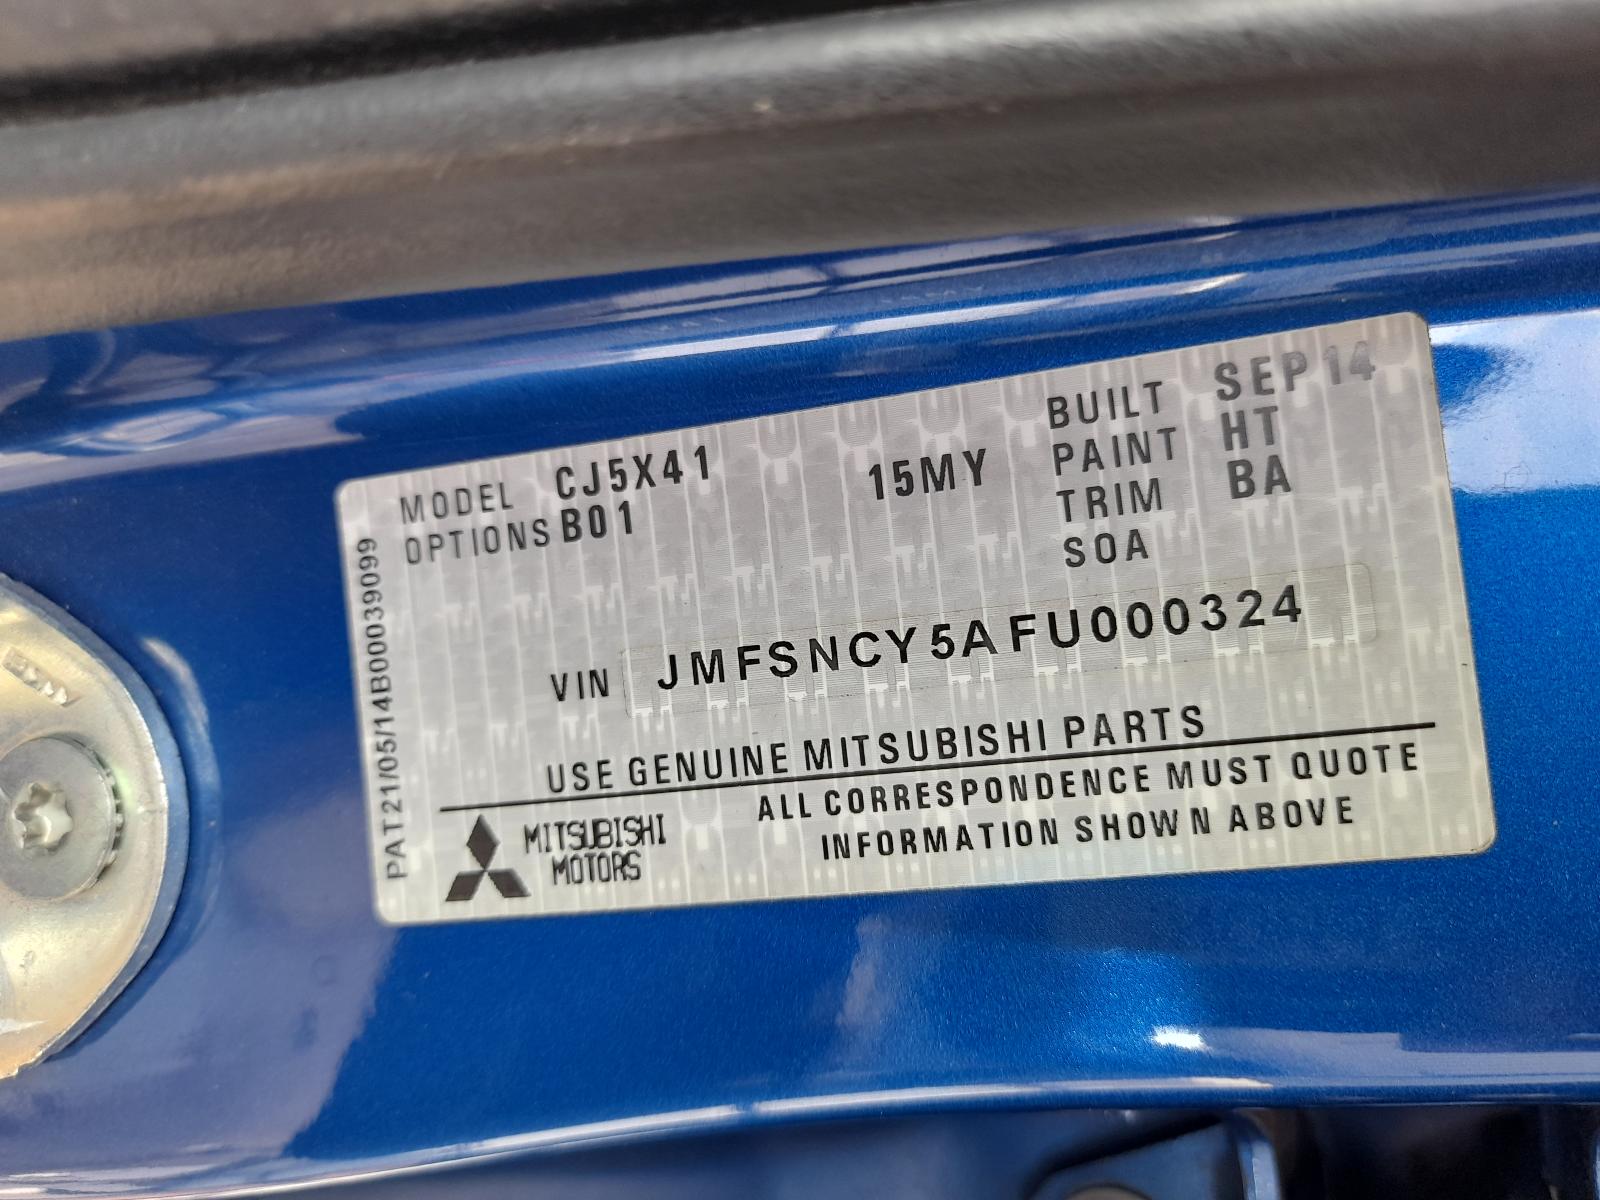 MODEL CJ5X41 15MY BUILT SEP 14
OPTIONS B01 PAINT HT
TRIM BA
SOA
VIN JMFSNCY5AFU000324
USE GENUINE MITSUBISHI PARTS
ALL CORRESPONDENCE MUST QUOTE
INFORMATION SHOWN ABOVE
MITSUBISHI
MOTORS
PAT21/05/14B00039099